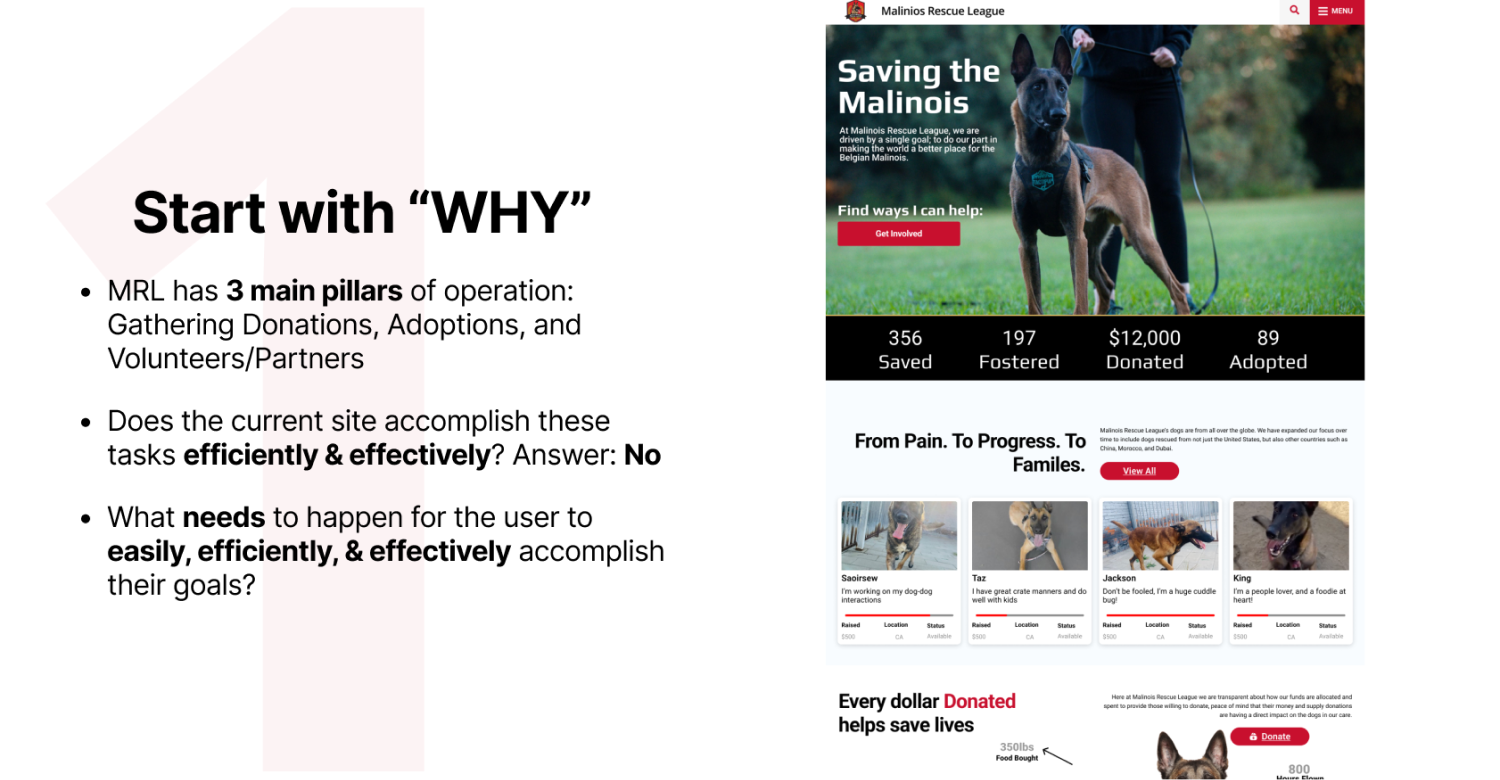 1
Start with “WHY”
• MRL has 3 main pillars of operation:
Gathering Donations, Adoptions, and
Volunteers/Partners
• Does the current site accomplish these
tasks efficiently & effectively? Answer: No
• What needs to happen for the user to
easily, efficiently, & effectively accomplish
their goals?
Malinios Rescue League
MENU
Saving the
Malinois
At Malinois Rescue League, we are
driven by a single goal; to do our part in
making the world a better place for the
Belgian Malinois.
Find ways I can help:
Get Involved
356
Saved
197
Fostered
$12,000
Donated
89
Adopted
From Pain. To Progress. To
Familes.
Malinois Rescue League's dogs are from all over the globe. We have expanded our focus over
time to include dogs rescued from not just the United States, but also other countries such as
China, Morocco, and Dubai.
View All
Saoirsew
I'm working on my dog-dog
interactions
Raised Location Status
$500 CA Available
Taz
I have great crate manners and do
well with kids
Raised Location Status
$500 CA Available
Jackson
Don't be fooled, I'm a huge cuddle
bug!
Raised Location Status
$500 CA Available
King
I'm a people lover, and a foodie at
heart!
Raised Location Status
$500 CA Available
Every dollar Donated
helps save lives
Here at Malinois Rescue League we are transparent about how our funds are allocated and
spent to provide those willing to donate, peace of mind that their money and supply donations
are having a direct impact on the dogs in our care.
Donate
350lbs
Food Bought
800
Hours Flown